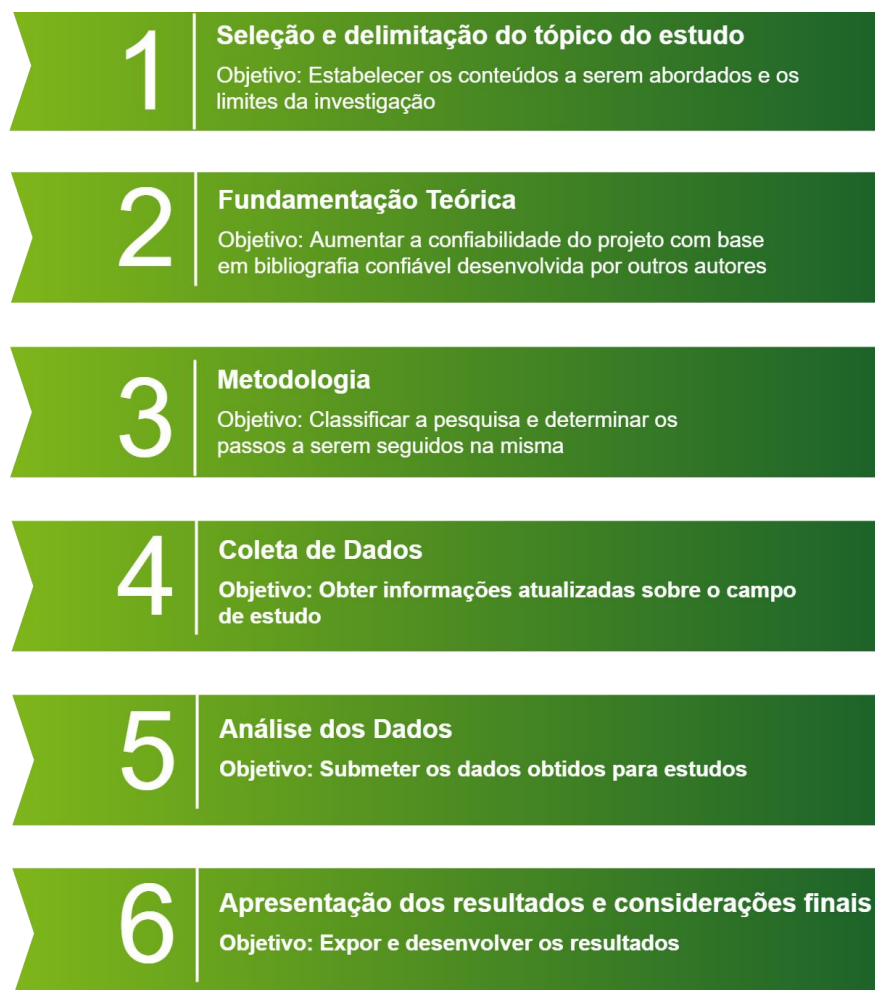 1
Seleção e delimitação do tópico do estudo
Objetivo: Estabelecer os conteúdos a serem abordados e os
limites da investigação
2
Fundamentação Teórica
Objetivo: Aumentar a confiabilidade do projeto com base
em bibliografia confiável desenvolvida por outros autores
3
Metodologia
Objetivo: Classificar a pesquisa e determinar os
passos a serem seguidos na misma
4
Coleta de Dados
Objetivo: Obter informações atualizadas sobre o campo
de estudo
5
Análise dos Dados
Objetivo: Submeter os dados obtidos para estudos
6
Apresentação dos resultados e considerações finais
Objetivo: Expor e desenvolver os resultados